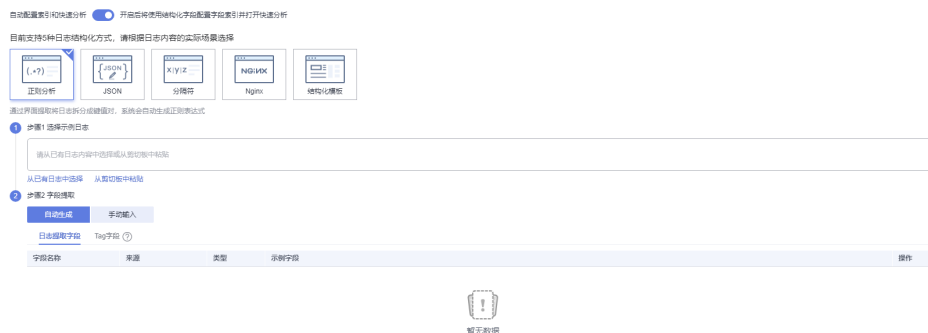 自动配置索引和快速分析 开启后将使用结构化字段配置字段索引并打开快速分析
目前支持5种日志结构化方式，请根据日志内容的实际场景选择
(.*?) {JSON} X|Y|Z NGINX
正则分析 JSON 分隔符 Nginx 结构化模板
通过界面提取将日志拆分成键值对，系统会自动生成正则表达式
1 步骤1 选择示例日志
请从已有日志内容中选择或从剪切板中粘贴
从已有日志中选择 从剪切板中粘贴
2 步骤2 字段提取
自动生成 手动输入
日志提取字段 Tag字段 ?
字段名称 来源 类型 示例字段 操作
暂无数据